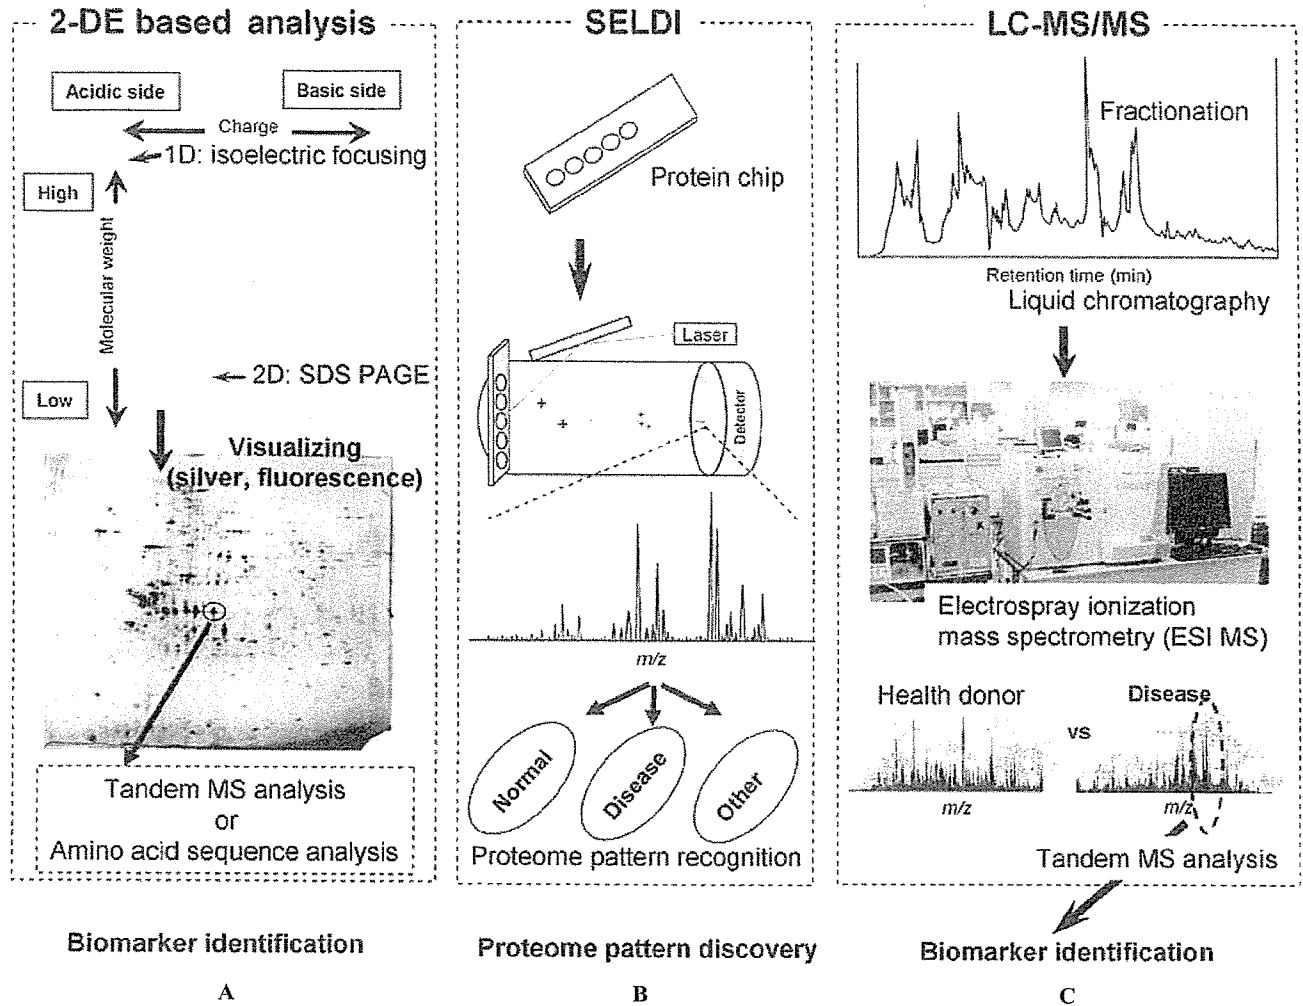 2-DE based analysis
Acidic side
Basic side
Charge
1D: isoelectric focusing
High
Molecular weight
2D: SDS PAGE
Low
Visualizing
(silver, fluorescence)
Tandem MS analysis
or
Amino acid sequence analysis
Biomarker identification
A
SELDI
Protein chip
Laser
Detector
m/z
Normal
Disease
Other
Proteome pattern recognition
Proteome pattern discovery
B
LC-MS/MS
Fractionation
Retention time (min)
Liquid chromatography
Electrospray ionization
mass spectrometry (ESI MS)
Health donor
Disease
vs
m/z
m/z
Tandem MS analysis
Biomarker identification
C